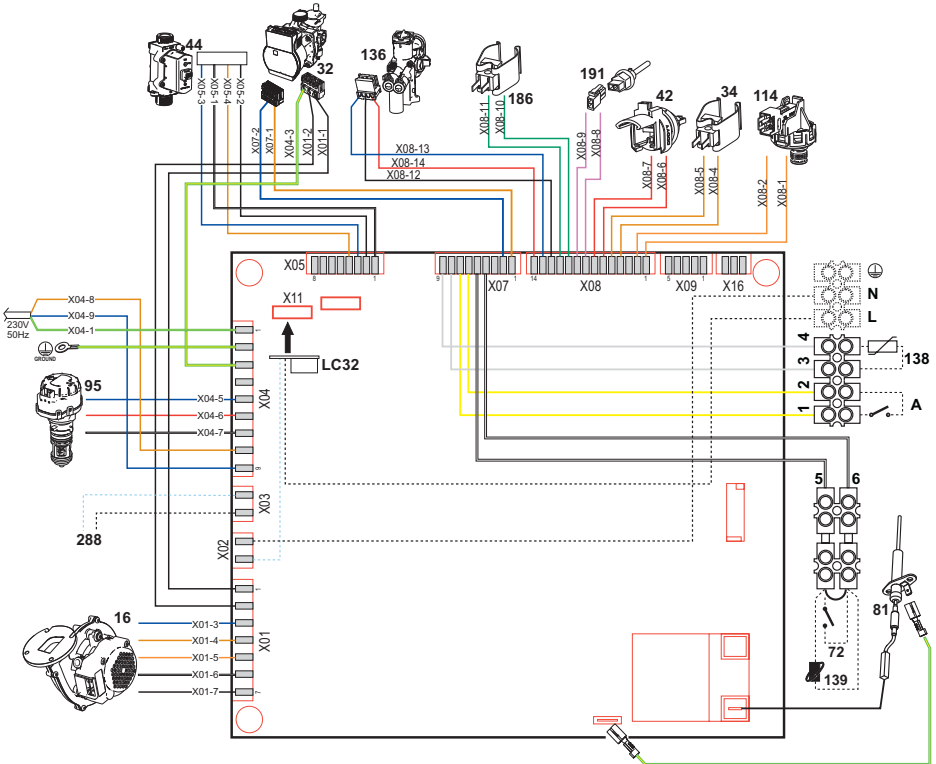 44
32
136
186
191
42
34
114
X05-3
X05-1
X05-4
X05-2
X07-2
X07-1
X04-3
X01-2
X01-1
X08-13
X08-14
X08-12
X08-11
X08-10
X08-9
X08-8
X08-7
X08-6
X08-5
X08-4
X08-2
X08-1
X05
8
1
9
X07
1
14
X08
1
5
X09
1
X16
X11
LC32
N
L
4
3
138
2
1
A
X04-8
X04-9
X04-1
230V
50Hz
GROUND
1
X04
95
X04-5
X04-6
X04-7
9
X03
288
X02
1
X01
16
X01-3
X01-4
X01-5
X01-6
X01-7
7
5
6
72
139
81